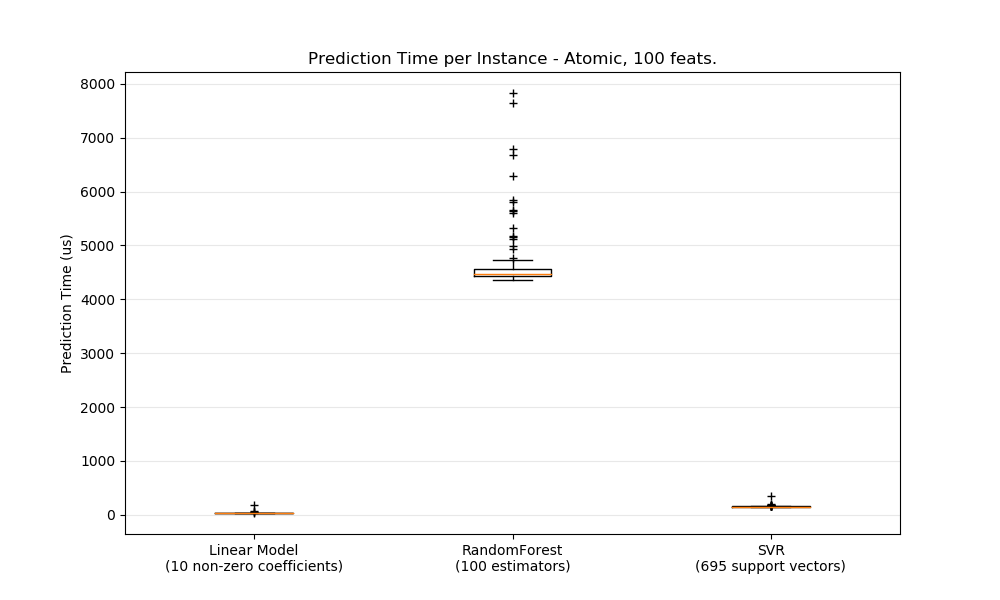 Prediction Time per Instance - Atomic, 100 feats.
Prediction Time (us)
8000
7000
6000
5000
4000
3000
2000
1000
0
Linear Model
(10 non-zero coefficients)
RandomForest
(100 estimators)
SVR
(695 support vectors)